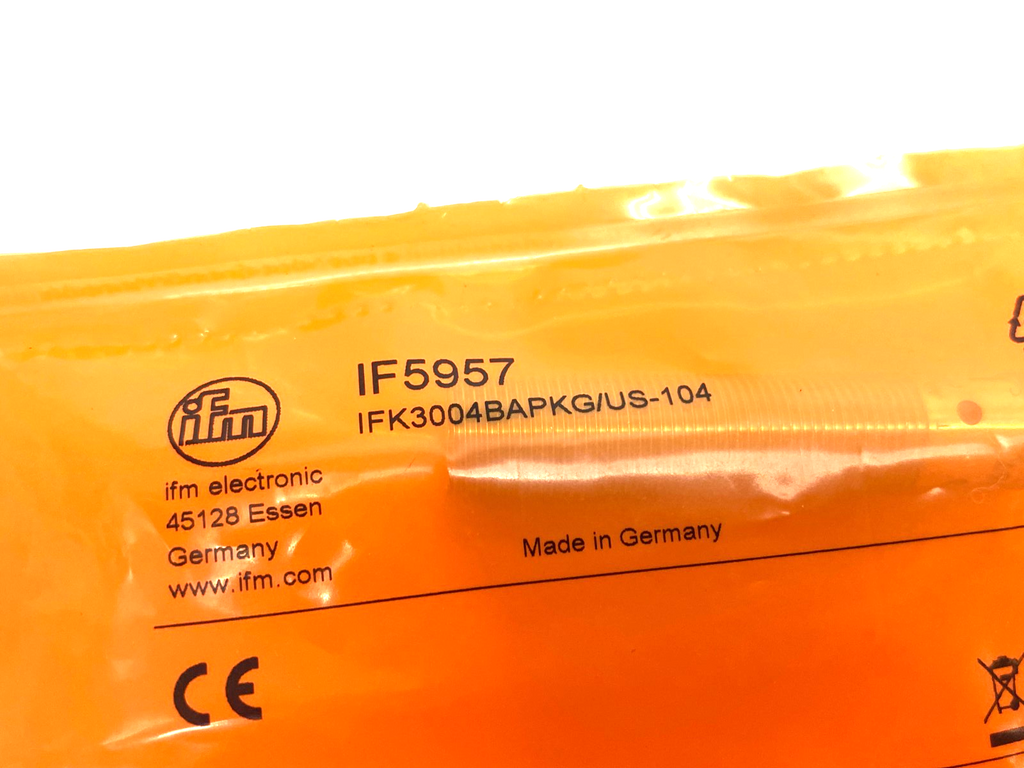 IF5957
IFK3004BAPKG/US-104
ifm
ifm electronic
45128 Essen
Germany
www.ifm.com
Made in Germany
CE